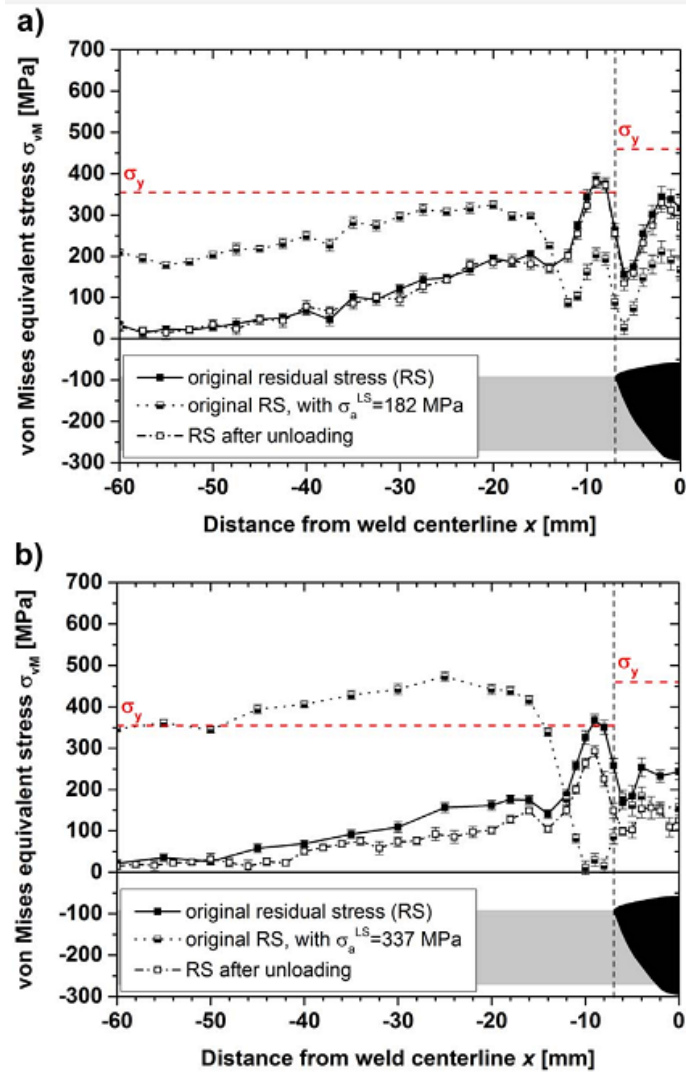 a)
700
600
500
400
300
200
100
0
-100
-200
-300
von Mises equivalent stress σvM [MPa]
σy
σy
original residual stress (RS)
original RS, with σaLS=182 MPa
RS after unloading
-60 -50 -40 -30 -20 -10 0
Distance from weld centerline x [mm]
b)
700
600
500
400
300
200
100
0
-100
-200
-300
von Mises equivalent stress σvM [MPa]
σy
σy
original residual stress (RS)
original RS, with σaLS=337 MPa
RS after unloading
-60 -50 -40 -30 -20 -10 0
Distance from weld centerline x [mm]